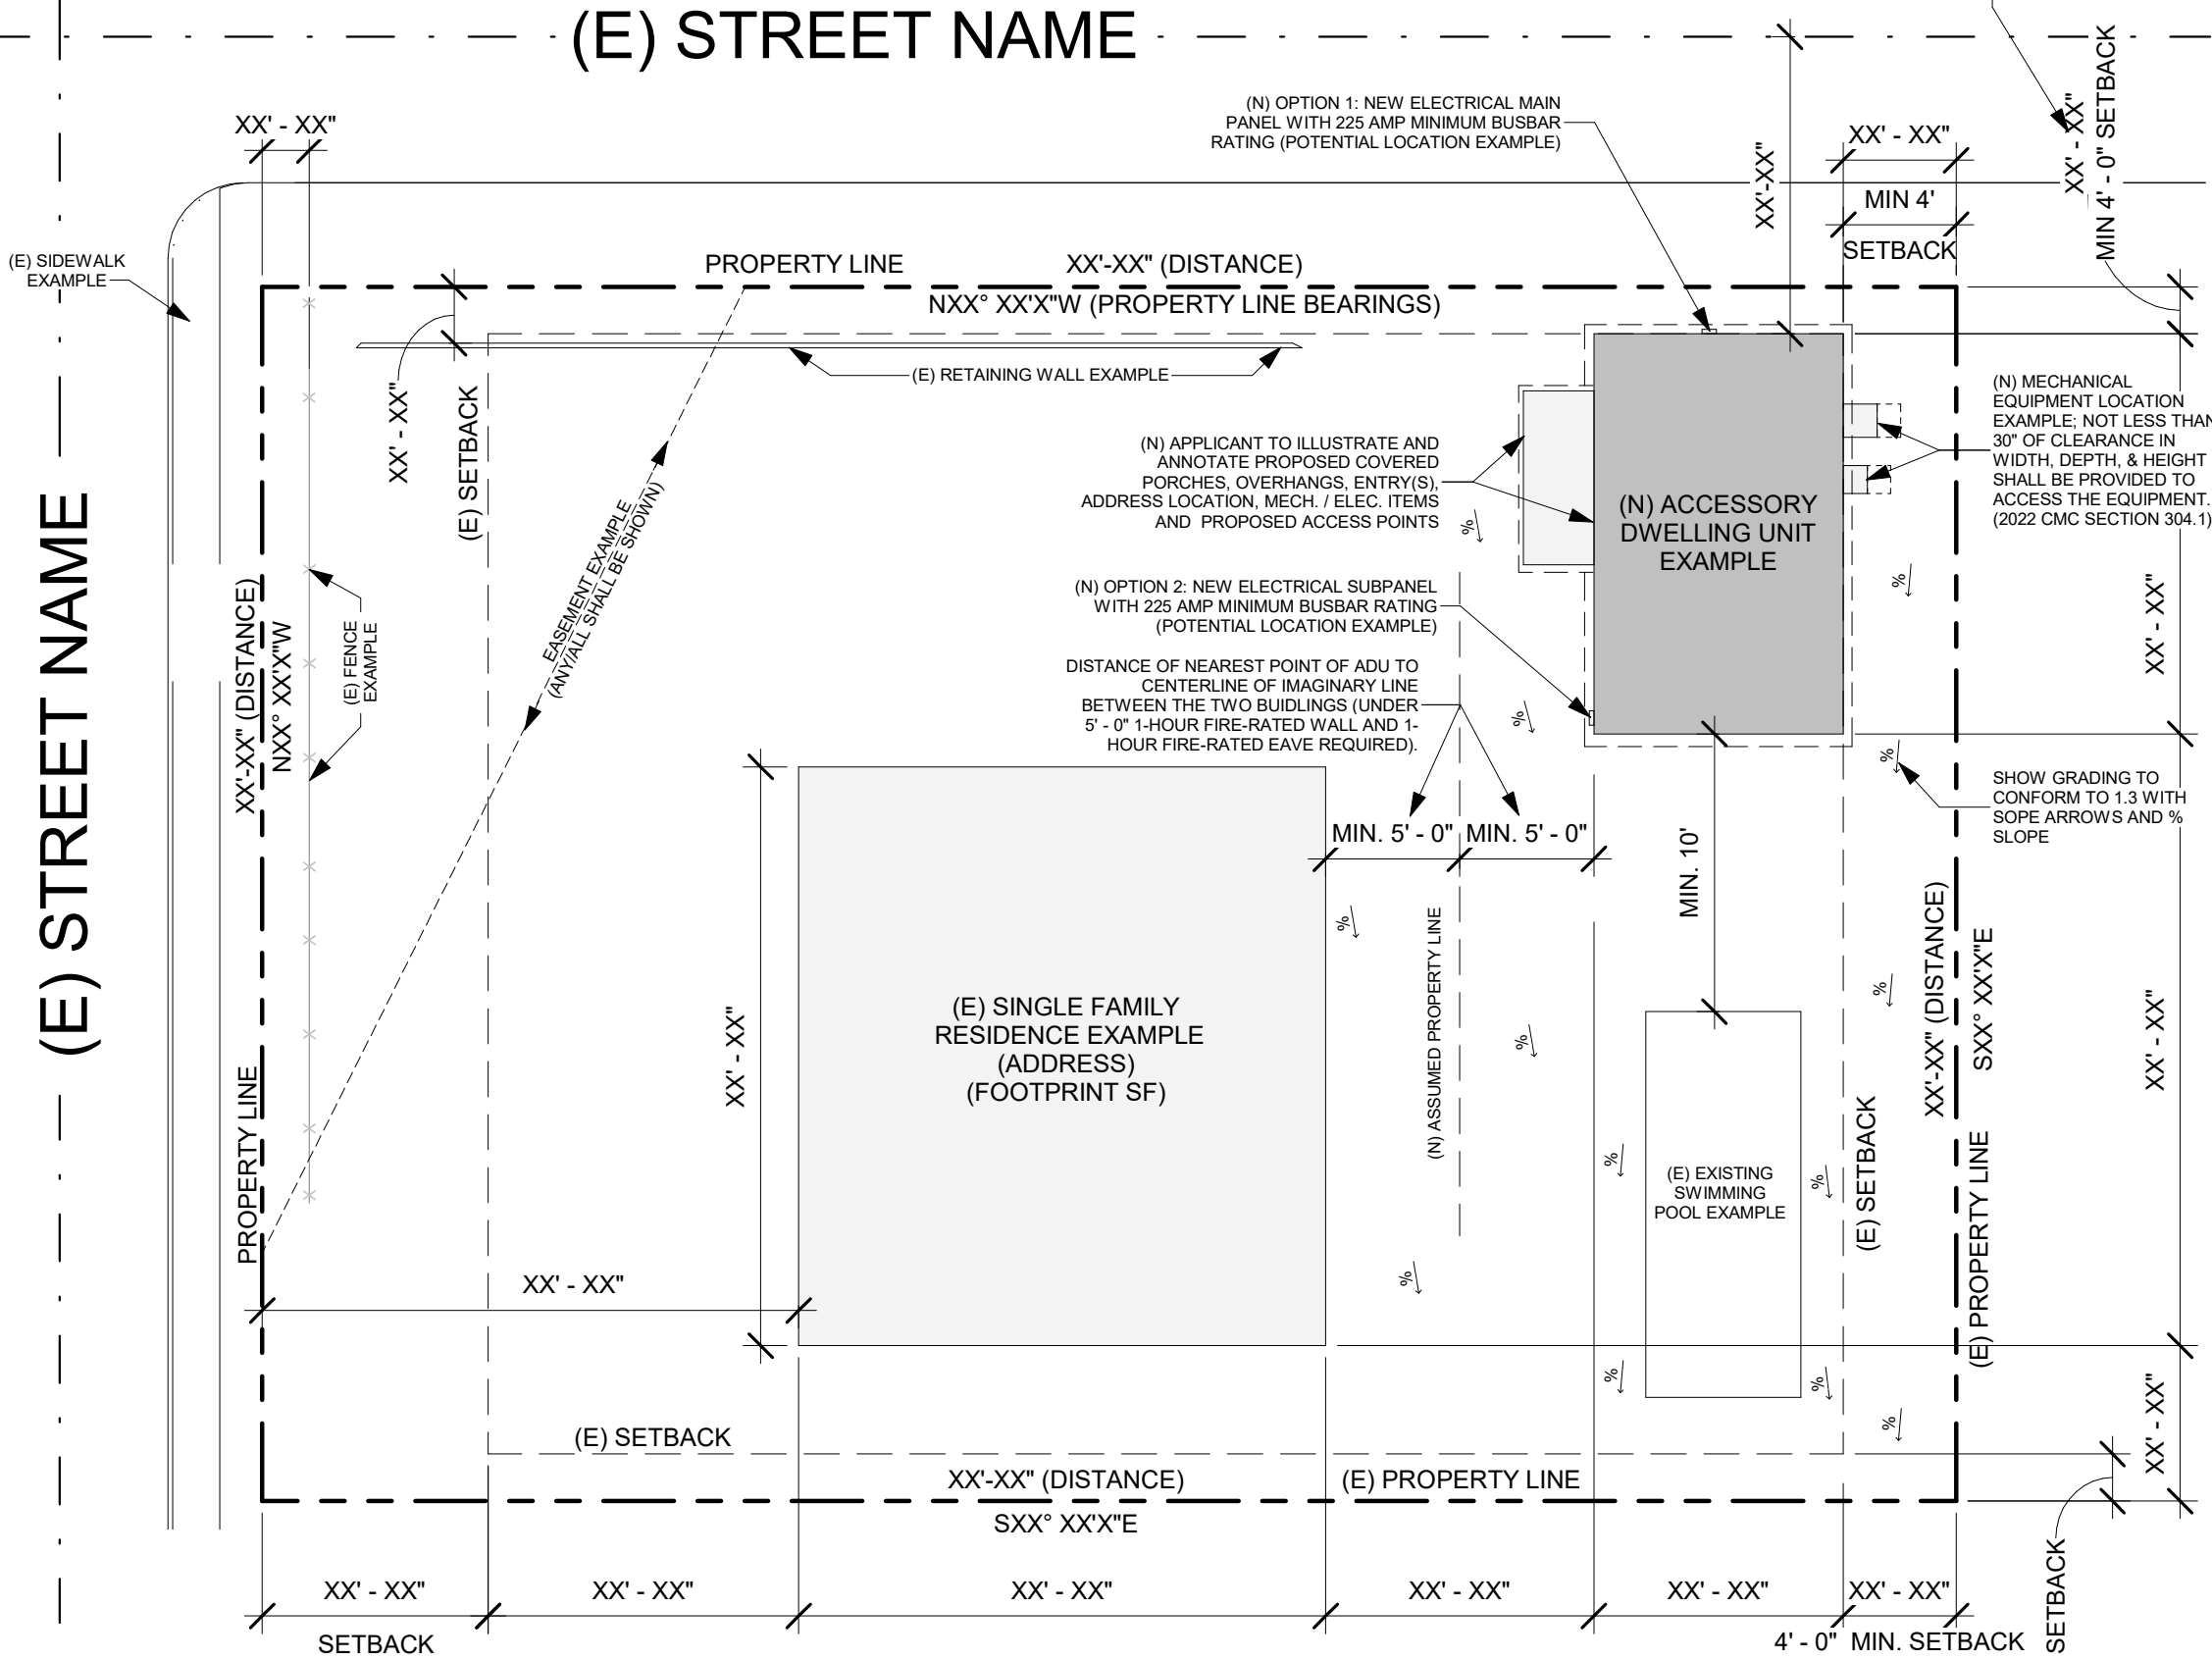 (E) STREET NAME
XX' - XX"
(N) OPTION 1: NEW ELECTRICAL MAIN
PANEL WITH 225 AMP MINIMUM BUSBAR
RATING (POTENTIAL LOCATION EXAMPLE)
XX'-XX"
XX' - XX"
MIN 4'
SETBACK
XX' - XX"
MIN 4' - 0" SETBACK
(E) SIDEWALK
EXAMPLE
PROPERTY LINE
XX'-XX" (DISTANCE)
NXX° XX'X"W (PROPERTY LINE BEARINGS)
(E) RETAINING WALL EXAMPLE
XX' - XX"
(E) SETBACK
(N) APPLICANT TO ILLUSTRATE AND
ANNOTATE PROPOSED COVERED
PORCHES, OVERHANGS, ENTRY(S),
ADDRESS LOCATION, MECH. / ELEC. ITEMS
AND PROPOSED ACCESS POINTS
%
(N) ACCESSORY
DWELLING UNIT
EXAMPLE
(N) MECHANICAL
EQUIPMENT LOCATION
EXAMPLE; NOT LESS THAN
30" OF CLEARANCE IN
WIDTH, DEPTH, & HEIGHT
SHALL BE PROVIDED TO
ACCESS THE EQUIPMENT.
(2022 CMC SECTION 304.1)
(E) STREET NAME
XX'-XX" (DISTANCE)
NXX° XX'X"W
(E) FENCE
EXAMPLE
EASEMENT EXAMPLE
(ANY/ALL SHALL BE SHOWN)
(N) OPTION 2: NEW ELECTRICAL SUBPANEL
WITH 225 AMP MINIMUM BUSBAR RATING
(POTENTIAL LOCATION EXAMPLE)
%
XX' - XX"
DISTANCE OF NEAREST POINT OF ADU TO
CENTERLINE OF IMAGINARY LINE
BETWEEN THE TWO BUIDLINGS (UNDER
5' - 0" 1-HOUR FIRE-RATED WALL AND 1-
HOUR FIRE-RATED EAVE REQUIRED).
%
%
SHOW GRADING TO
CONFORM TO 1.3 WITH
SOPE ARROWS AND %
SLOPE
MIN. 5' - 0"
MIN. 5' - 0"
MIN. 10'
%
(N) ASSUMED PROPERTY LINE
%
%
XX'-XX" (DISTANCE)
SXX° XX'X"E
XX' - XX"
XX' - XX"
(E) SINGLE FAMILY
RESIDENCE EXAMPLE
(ADDRESS)
(FOOTPRINT SF)
PROPERTY LINE
%
(E) EXISTING
SWIMMING
POOL EXAMPLE
%
(E) SETBACK
(E) PROPERTY LINE
XX' - XX"
%
%
%
%
XX' - XX"
(E) SETBACK
XX'-XX" (DISTANCE)
(E) PROPERTY LINE
SXX° XX'X"E
XX' - XX"
XX' - XX"
XX' - XX"
XX' - XX"
XX' - XX"
XX' - XX"
SETBACK
4' - 0" MIN. SETBACK
SETBACK